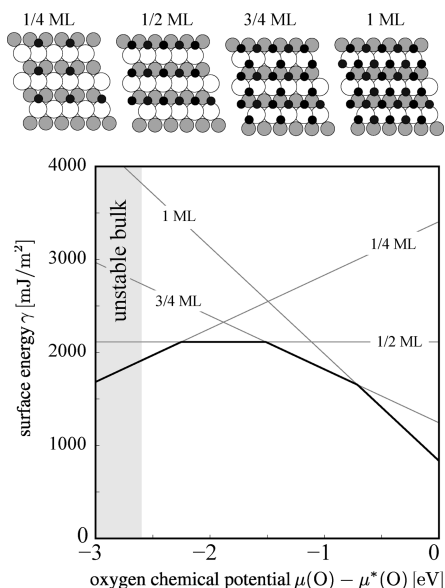 1/4 ML 1/2 ML 3/4 ML 1 ML
4000
3000
2000
1000
0
surface energy γ [mJ/m²]
unstable bulk
1 ML
1/4 ML
3/4 ML
1/2 ML
−3 −2 −1 0
oxygen chemical potential μ(O) − μ*(O) [eV]